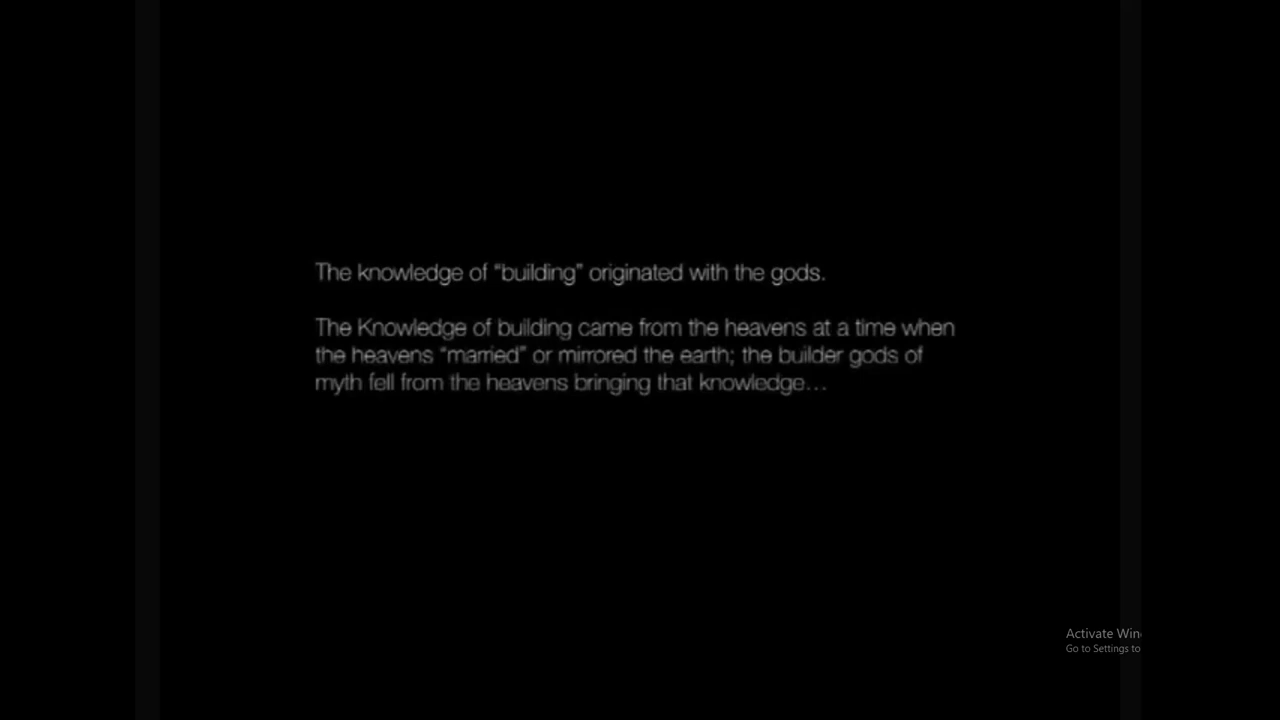 The knowledge of “building” originated with the gods.
The Knowledge of building came from the heavens at a time when
the heavens “married” or mirrored the earth; the builder gods of
myth fell from the heavens bringing that knowledge...
Activate Win
Go to Settings to